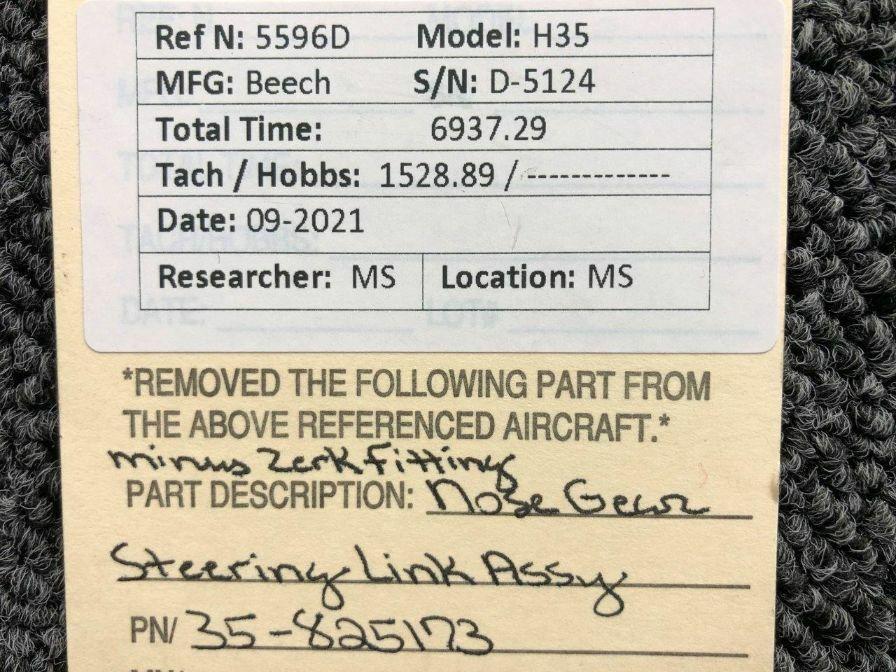 Ref N: 5596D Model: H35
MFG: Beech S/N: D-5124
Total Time: 6937.29
Tach / Hobbs: 1528.89 / -------------
Date: 09-2021
Researcher: MS Location: MS
DATE: LOT#
*REMOVED THE FOLLOWING PART FROM
THE ABOVE REFERENCED AIRCRAFT.*
minus Zerk Fitting
PART DESCRIPTION: Nose Gear
Steering Link Assy
PN/ 35-825173